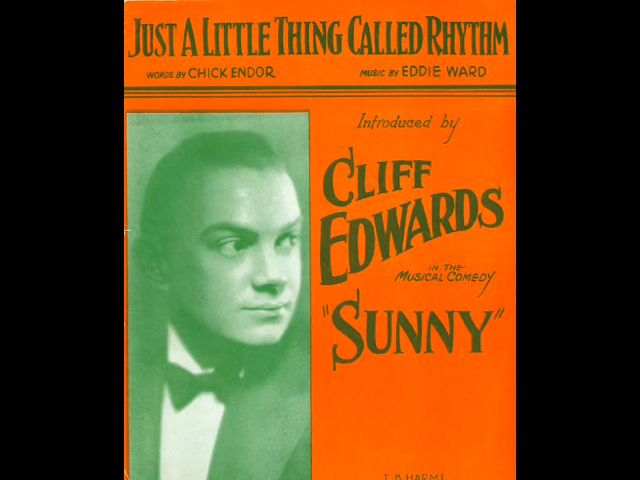 JUST A LITTLE THING CALLED RHYTHM
WORDS BY CHICK ENDOR MUSIC BY EDDIE WARD
Introduced by
CLIFF
EDWARDS
IN THE
MUSICAL COMEDY
"SUNNY"